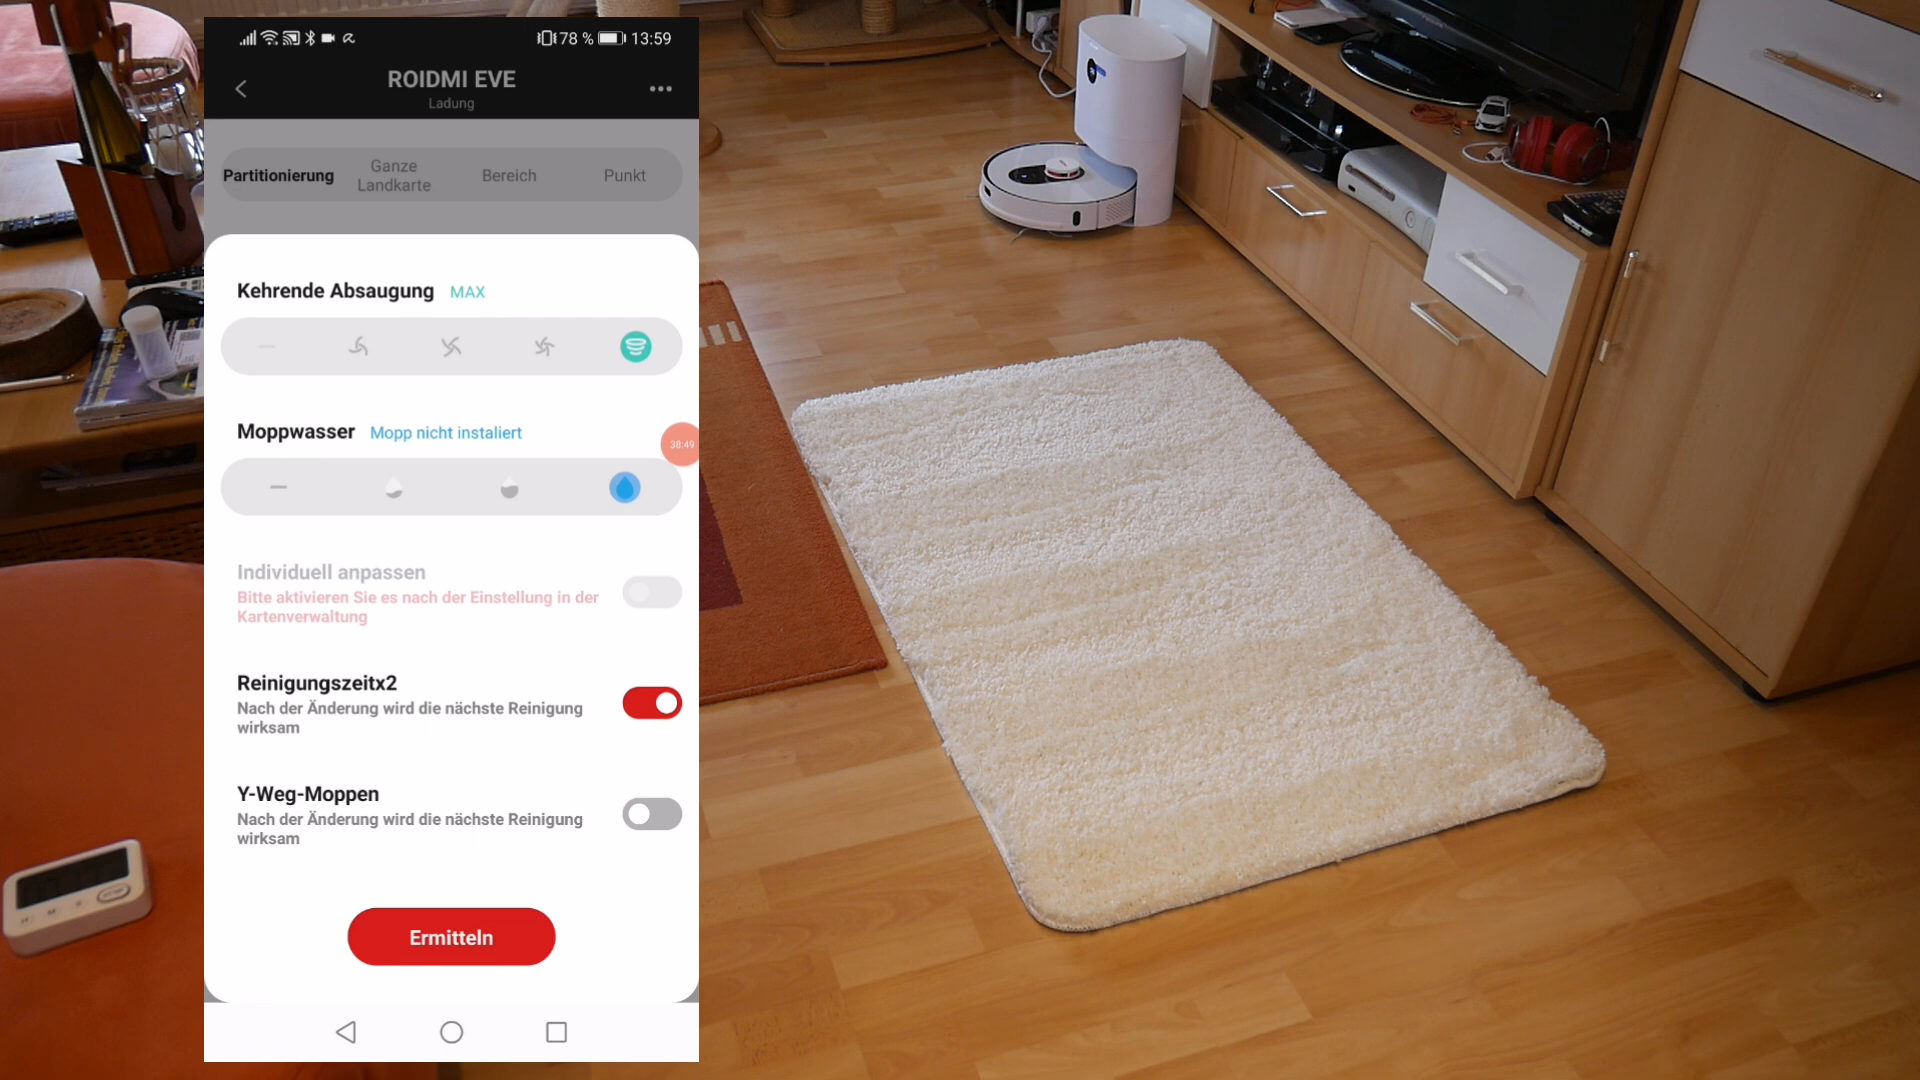 78 % 13:59
ROIDMI EVE
Ladung
Partitionierung
Ganze
Landkarte
Bereich
Punkt
Kehrende Absaugung MAX
Moppwasser Mopp nicht instaliert
38:49
Individuell anpassen
Bitte aktivieren Sie es nach der Einstellung in der
Kartenverwaltung
Reinigungszeitx2
Nach der Änderung wird die nächste Reinigung
wirksam
Y-Weg-Moppen
Nach der Änderung wird die nächste Reinigung
wirksam
Ermitteln